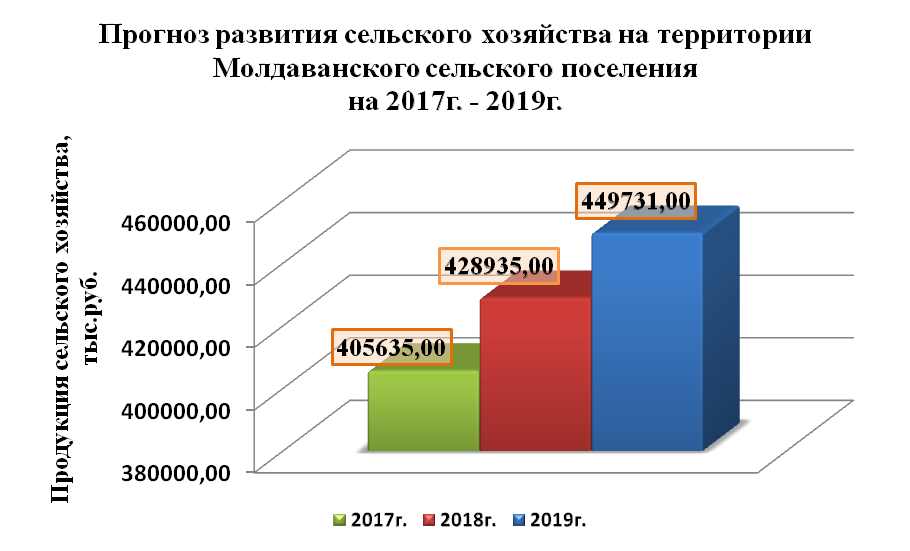 Прогноз развития сельского хозяйства на территории
Молдаванского сельского поселения
на 2017г. - 2019г.
Продукция сельского хозяйства,
тыс.руб.
460000,00
440000,00
420000,00
400000,00
380000,00
405635,00
428935,00
449731,00
2017г.
2018г.
2019г.